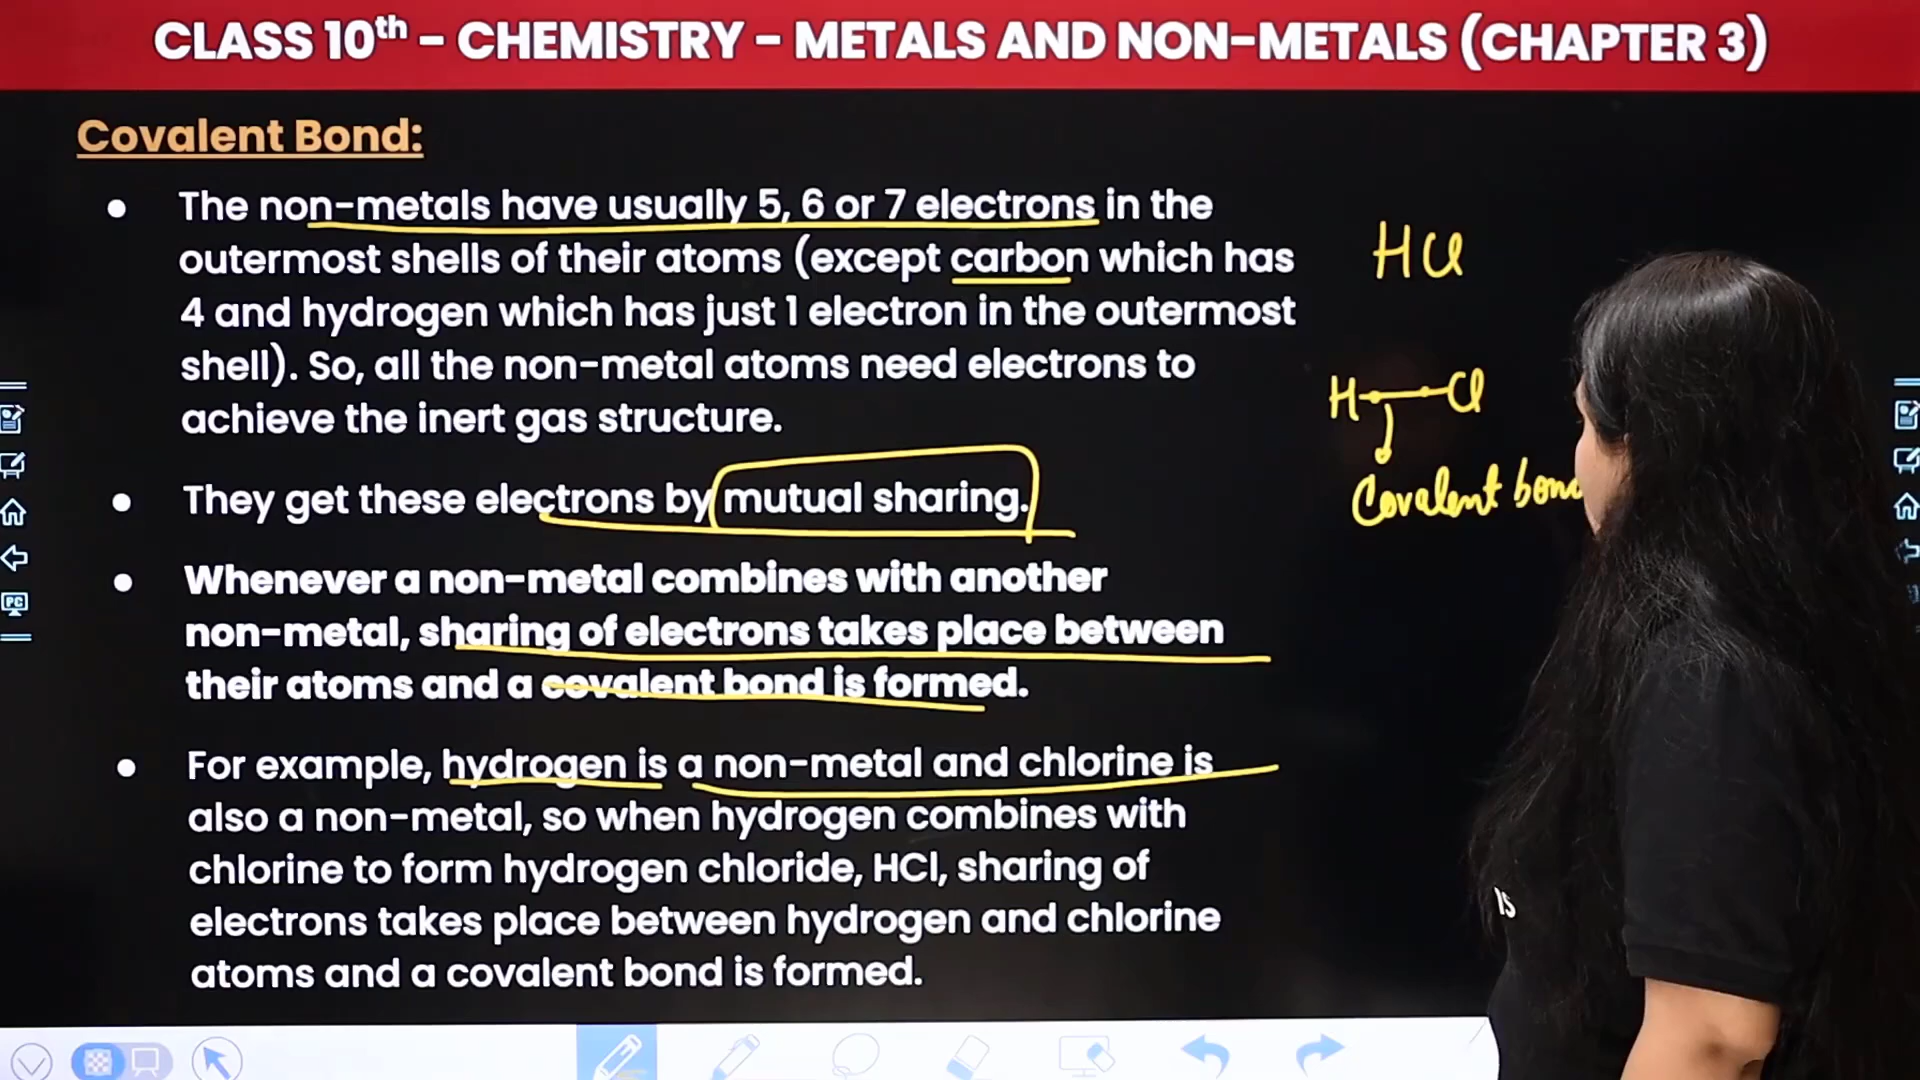 CLASS 10th - CHEMISTRY - METALS AND NON-METALS (CHAPTER 3)
Covalent Bond:
● The non-metals have usually 5, 6 or 7 electrons in the
outermost shells of their atoms (except carbon which has
4 and hydrogen which has just 1 electron in the outermost
shell). So, all the non-metal atoms need electrons to
achieve the inert gas structure.
● They get these electrons by mutual sharing.
● Whenever a non-metal combines with another
non-metal, sharing of electrons takes place between
their atoms and a covalent bond is formed.
● For example, hydrogen is a non-metal and chlorine is
also a non-metal, so when hydrogen combines with
chlorine to form hydrogen chloride, HCl, sharing of
electrons takes place between hydrogen and chlorine
atoms and a covalent bond is formed.
HCl
H—Cl
Covalent bond
PC